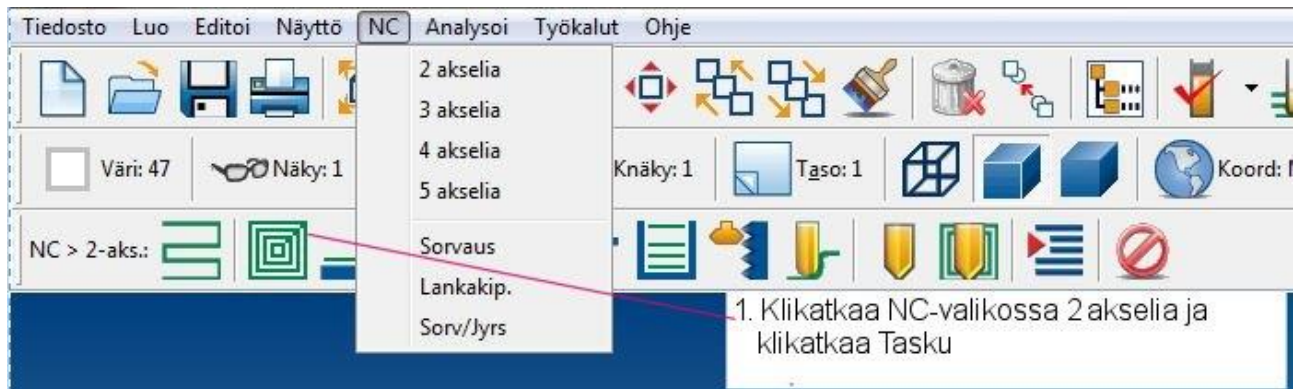 Tiedosto Luo Editoi Näyttö NC Analysoi Työkalut Ohje
2 akselia
3 akselia
4 akselia
5 akselia
Sorvaus
Lankakip.
Sorv/Jyrs
Väri: 47 Näky: 1 Knäky: 1 Taso: 1 Koord:
NC > 2-aks.:
1. Klikatkaa NC-valikossa 2 akselia ja
klikatkaa Tasku